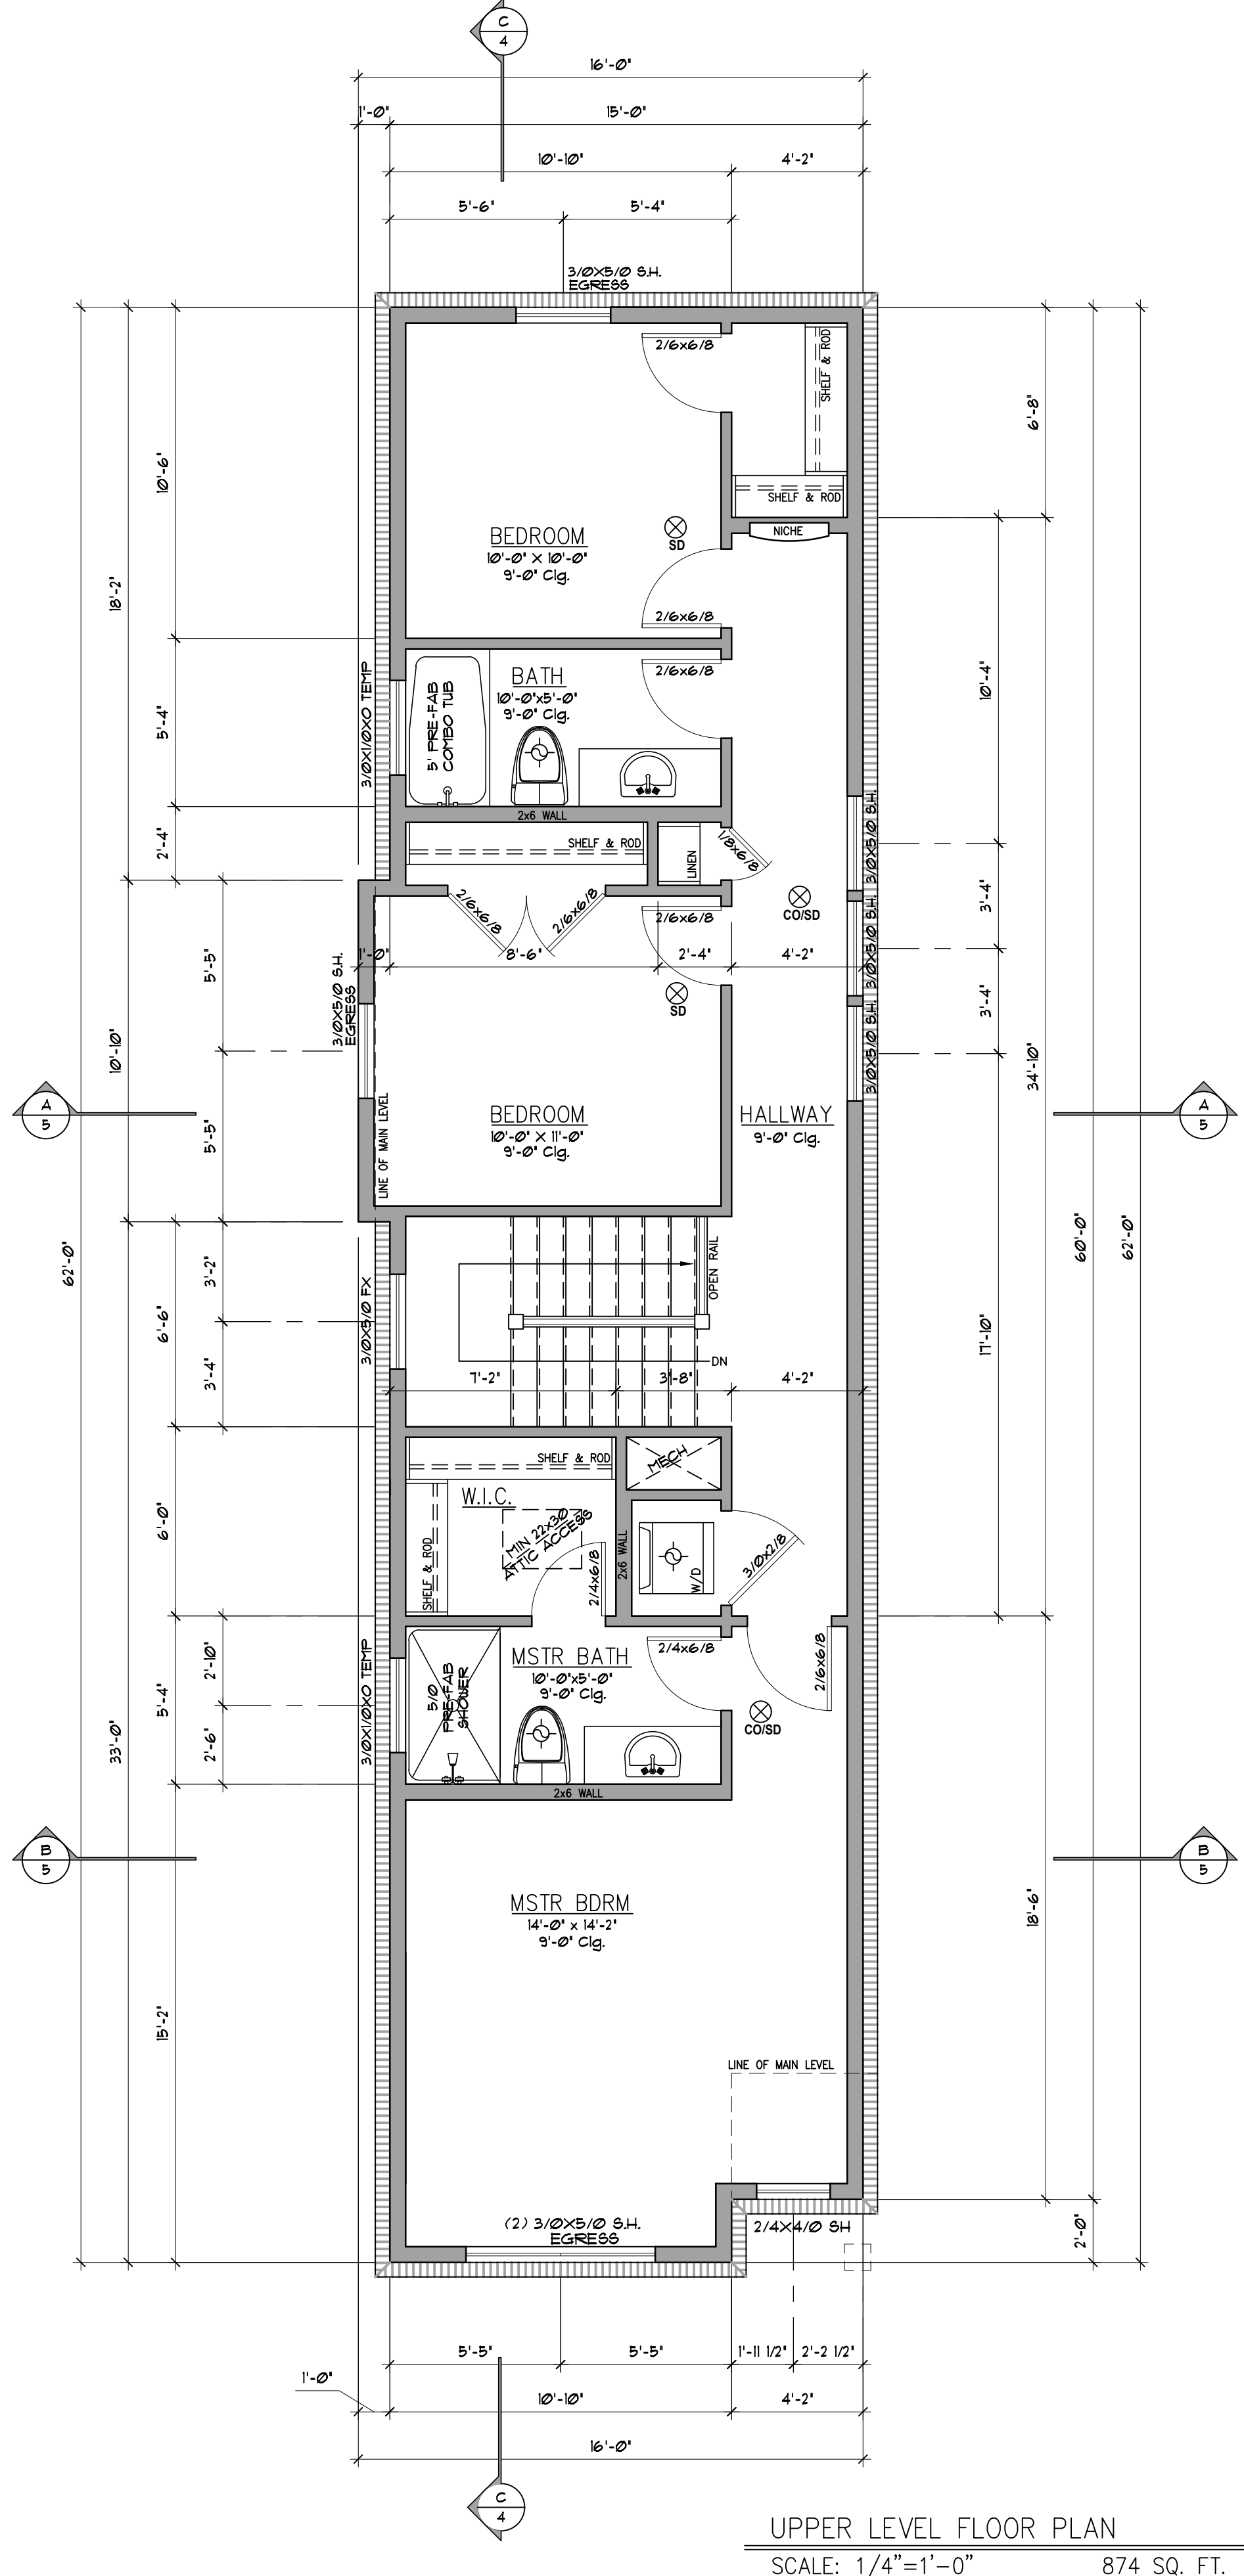 C
4
16'-0"
1'-0"
15'-0"
10'-10"
4'-2"
5'-6"
5'-4"
3/0X5/0 S.H.
EGRESS
2/6x6/8
SHELF & ROD
SHELF & ROD
NICHE
BEDROOM
10'-0" X 10'-0"
9'-0" Clg.
SD
2/6x6/8
2/6x6/8
BATH
10'-0"x5'-0"
9'-0" Clg.
5' PRE-FAB
COMBO TUB
3/0X1/0XO TEMP
2x6 WALL
SHELF & ROD
LINEN
1/8x6/8
2/6x6/8
2/6x6/8
2/6x6/8
CO/SD
3/0X5/0 S.H.
3/0X5/0 S.H.
3/0X5/0 S.H.
1'-0"
8'-6"
2'-4"
4'-2"
3/0X5/0 S.H.
EGRESS
SD
LINE OF MAIN LEVEL
BEDROOM
10'-0" X 11'-0"
9'-0" Clg.
HALLWAY
9'-0" Clg.
A
5
A
5
OPEN RAIL
3/0X5/0 FX
DN
7'-2"
3'-8"
4'-2"
SHELF & ROD
MECH
W.I.C.
MIN 22x30
ATTIC ACCESS
SHELF & ROD
2/4x6/8
2x6 WALL
W/D
3/0x2/8
MSTR BATH
10'-0"x5'-0"
9'-0" Clg.
2/4x6/8
2/6x6/8
5/0
PRE-FAB
SHOWER
3/0X1/0XO TEMP
CO/SD
2x6 WALL
B
5
B
5
MSTR BDRM
14'-0" x 14'-2"
9'-0" Clg.
LINE OF MAIN LEVEL
(2) 3/0X5/0 S.H.
EGRESS
2/4X4/0 SH
62'-0"
18'-2"
10'-10"
33'-0"
10'-6"
5'-4"
2'-4"
6'-6"
6'-0"
5'-4"
15'-2"
5'-5"
5'-5"
3'-2"
3'-4"
2'-10"
2'-6"
10'-4"
3'-4"
3'-4"
17'-10"
6'-8"
34'-10"
18'-6"
60'-0"
2'-0"
62'-0"
5'-5"
5'-5"
1'-11 1/2"
2'-2 1/2"
1'-0"
10'-10"
4'-2"
16'-0"
C
4
UPPER LEVEL FLOOR PLAN
SCALE: 1/4"=1'-0"
874 SQ. FT.